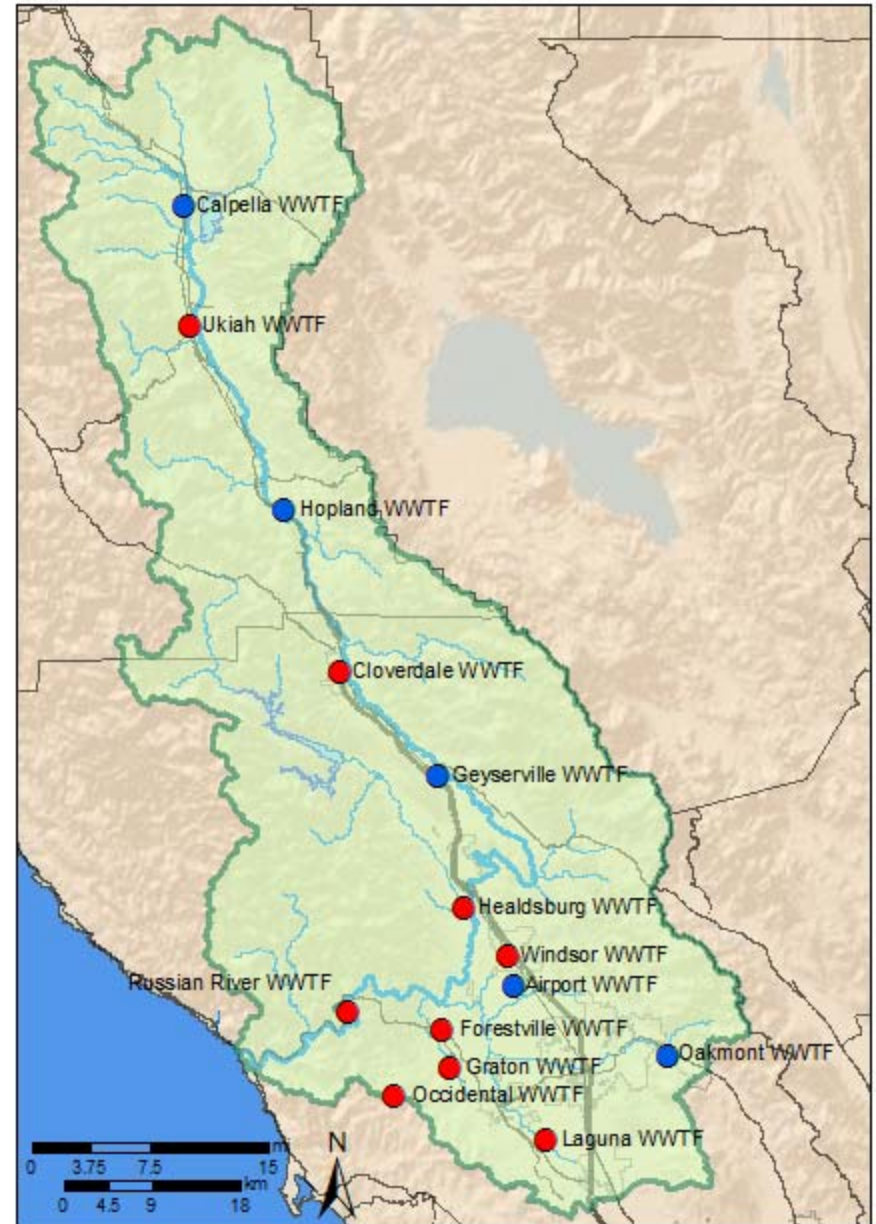 Calpella WWTF
Ukiah WWTF
Hopland WWTF
Cloverdale WWTF
Geyserville WWTF
Healdsburg WWTF
Windsor WWTF
Russian River WWTF
Airport WWTF
Forestville WWTF
Oakmont WWTF
Graton WWTF
Occidental WWTF
Laguna WWTF
N
mi
0 3.75 7.5 15
km
0 4.5 9 18